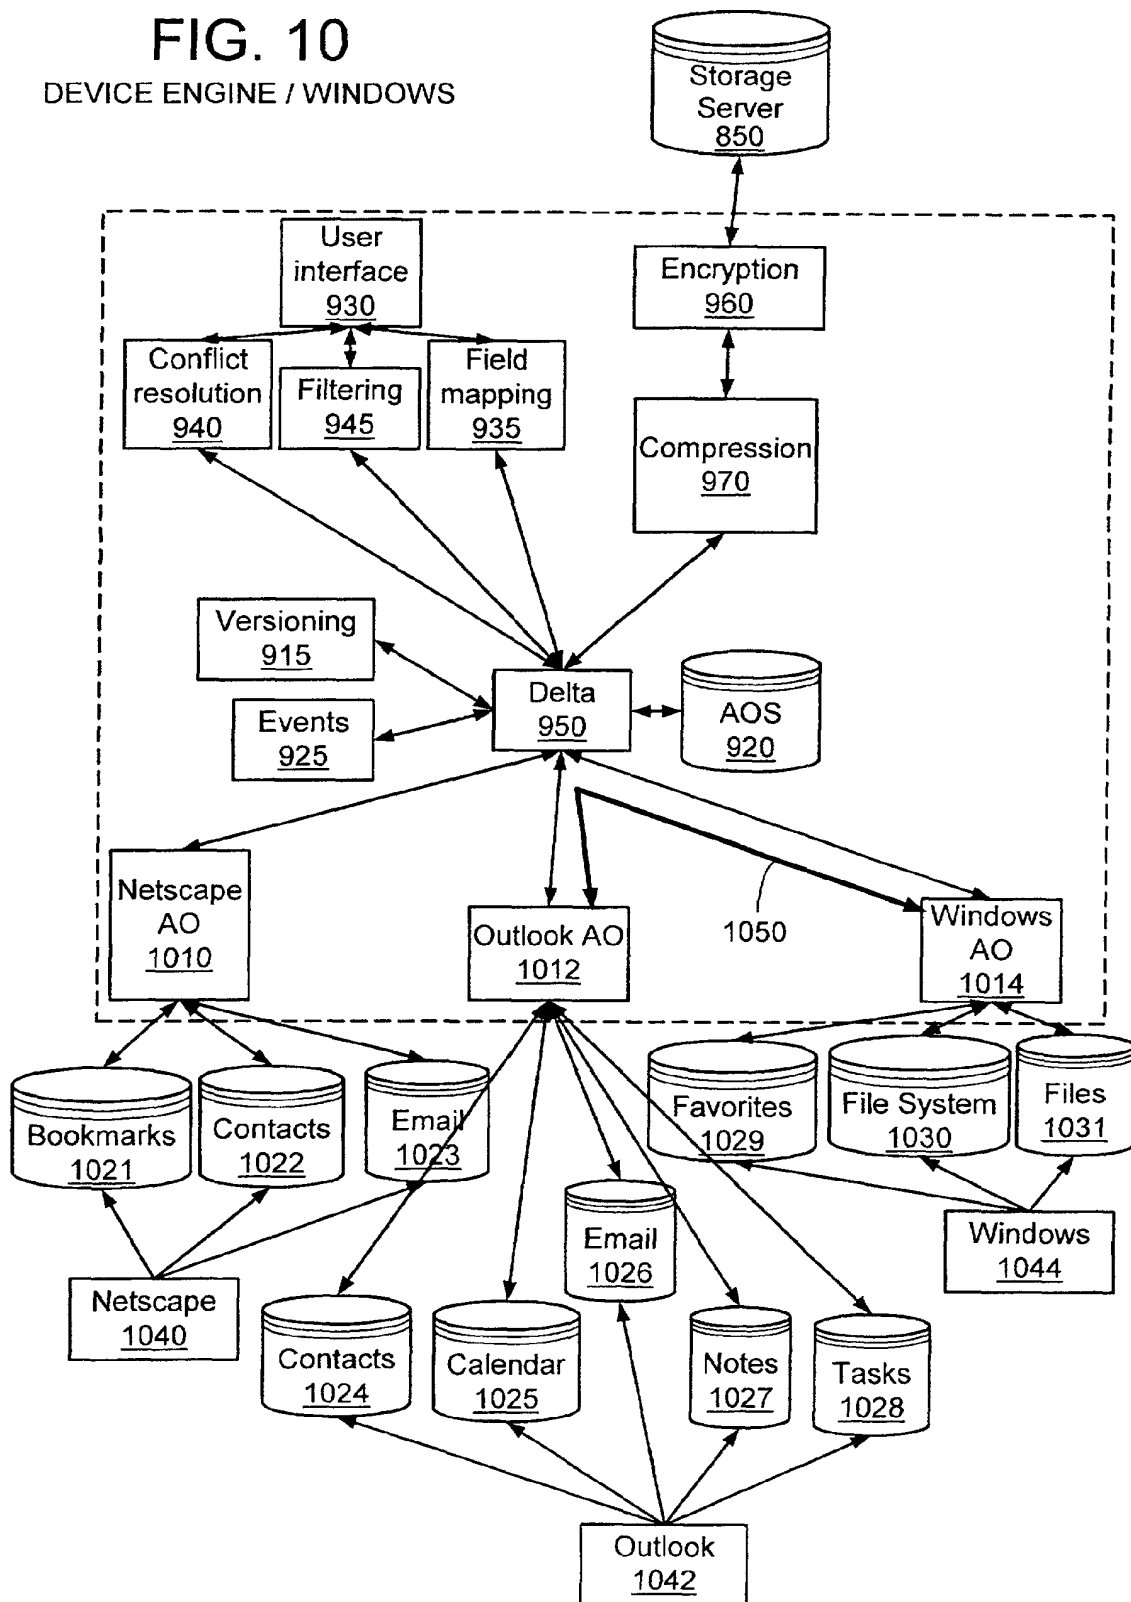 FIG. 10
DEVICE ENGINE / WINDOWS
Storage
Server
850
User
interface
930
Encryption
960
Conflict
resolution
940
Filtering
945
Field
mapping
935
Compression
970
Versioning
915
Events
925
Delta
950
AOS
920
Netscape
AO
1010
Outlook AO
1012
1050
Windows
AO
1014
Bookmarks
1021
Contacts
1022
Email
1023
Favorites
1029
File System
1030
Files
1031
Email
1026
Windows
1044
Netscape
1040
Contacts
1024
Calendar
1025
Notes
1027
Tasks
1028
Outlook
1042